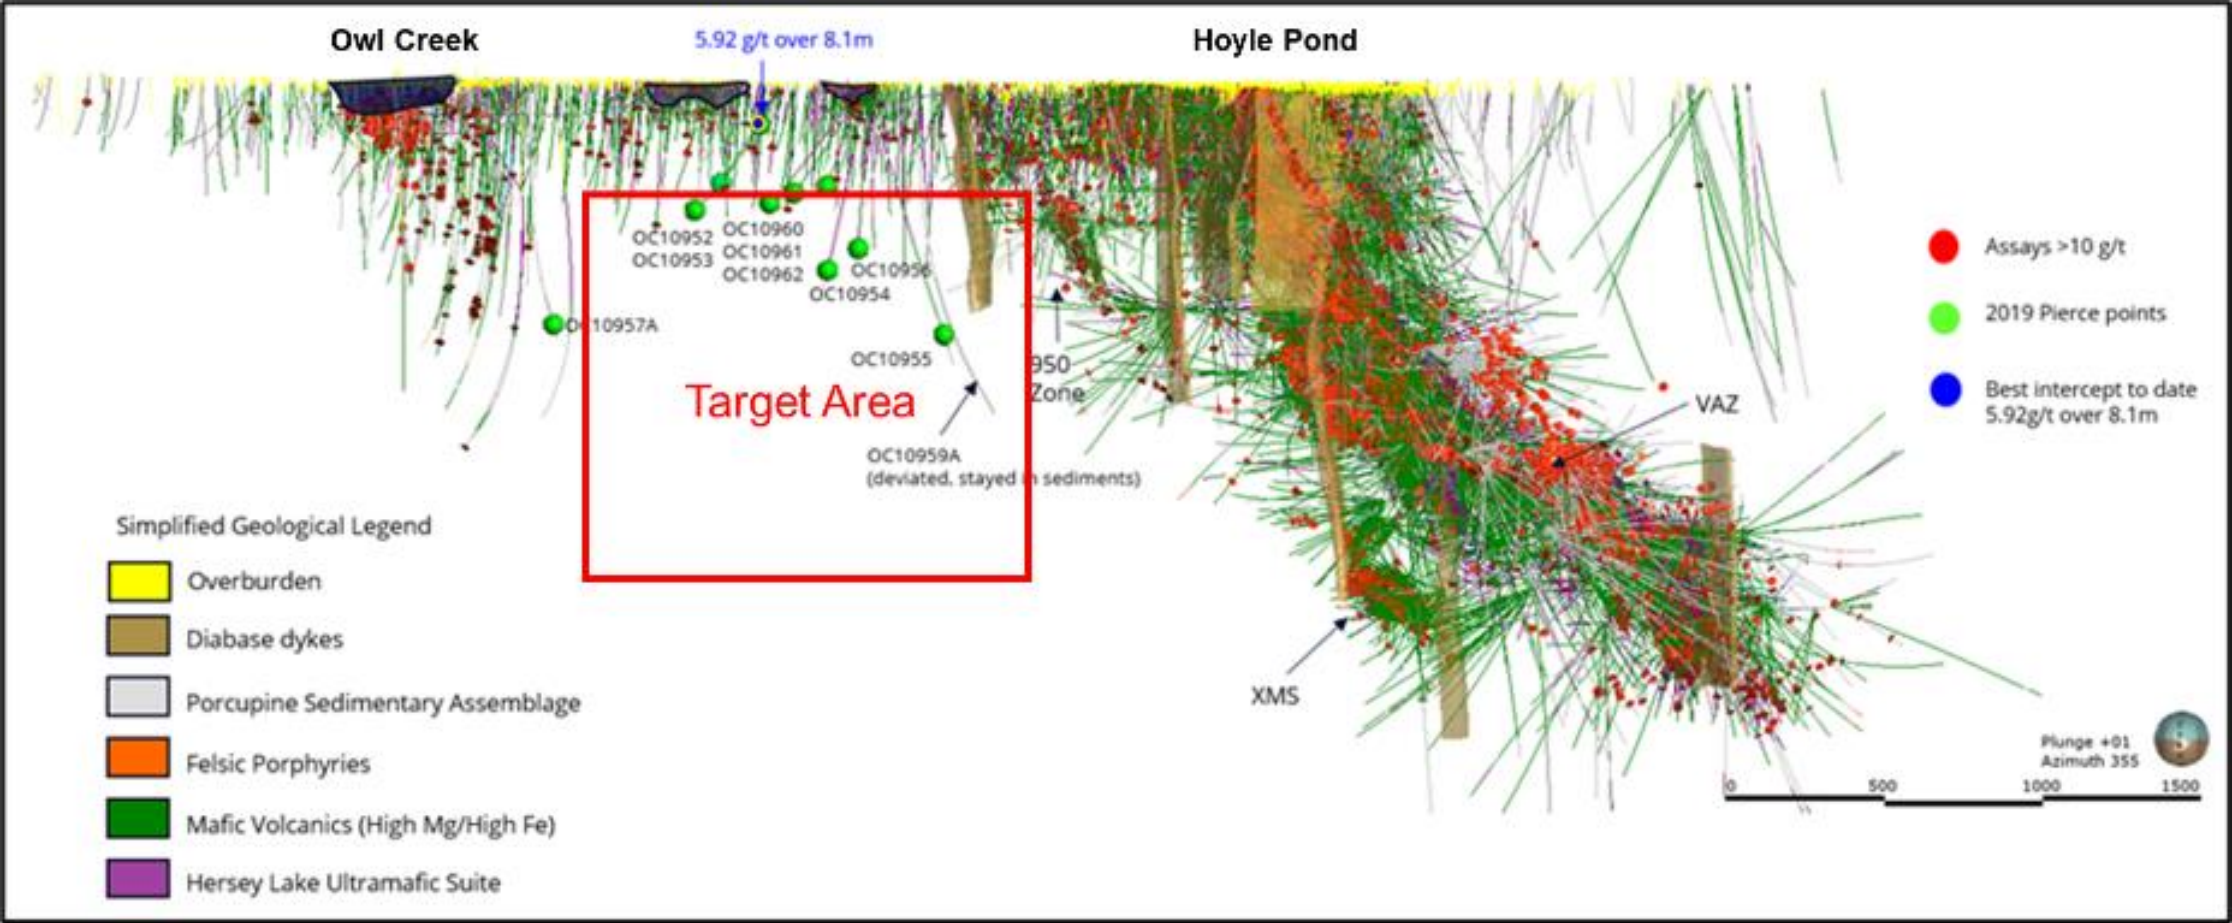 Owl Creek
5.92 g/t over 8.1m
Hoyle Pond
OC10952
OC10953
OC10960
OC10961
OC10962
OC10956
OC10954
OC10957A
OC10955
Target Area
OC10959A
(deviated, stayed in sediments)
950
Zone
VAZ
XMS
Assays >10 g/t
2019 Pierce points
Best intercept to date
5.92g/t over 8.1m
Simplified Geological Legend
Overburden
Diabase dykes
Porcupine Sedimentary Assemblage
Felsic Porphyries
Mafic Volcanics (High Mg/High Fe)
Hersey Lake Ultramafic Suite
Plunge +01
Azimuth 355
0 500 1000 1500